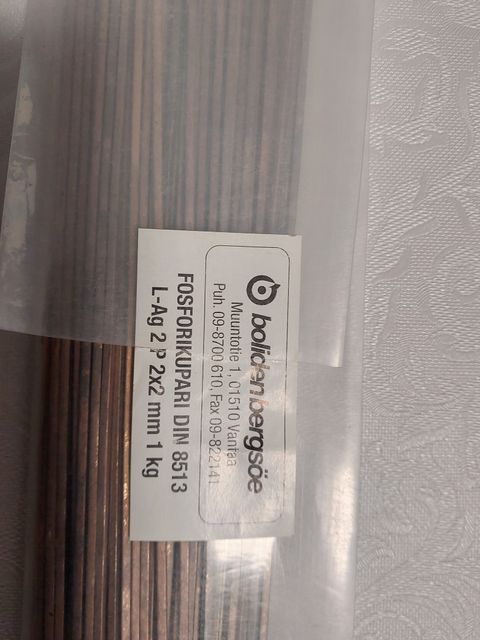 boliden bergsöe
Muuntotie 1, 01510 Vantaa
Puh. 09-8700 610, Fax 09-822141
FOSFORIKUPARI DIN 8513
L-Ag 2 P 2x2 mm 1 kg